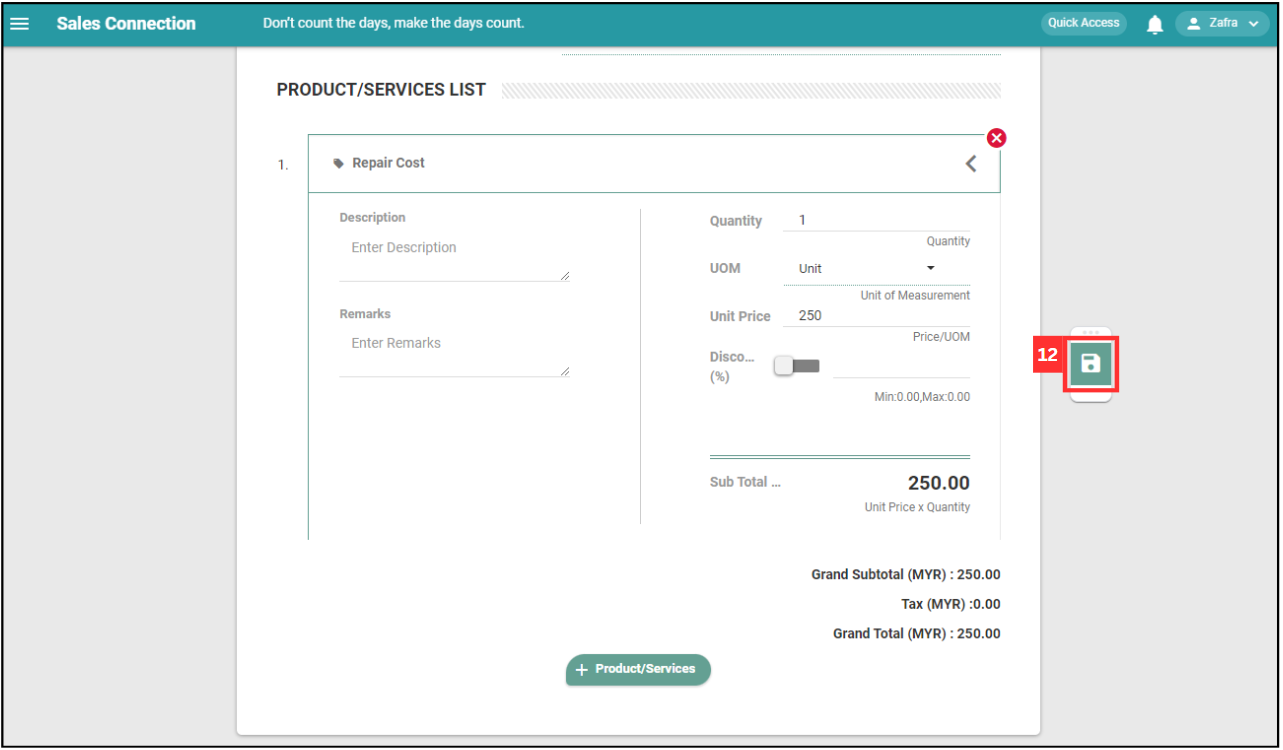 Sales Connection
Don't count the days, make the days count.
Quick Access
Zafra
PRODUCT/SERVICES LIST
1.
Repair Cost
Description
Enter Description
Remarks
Enter Remarks
Quantity 1
Quantity
UOM Unit
Unit of Measurement
Unit Price 250
Price/UOM
Disco...
(%)
Min:0.00,Max:0.00
Sub Total ... 250.00
Unit Price x Quantity
12
Grand Subtotal (MYR) : 250.00
Tax (MYR) :0.00
Grand Total (MYR) : 250.00
+ Product/Services